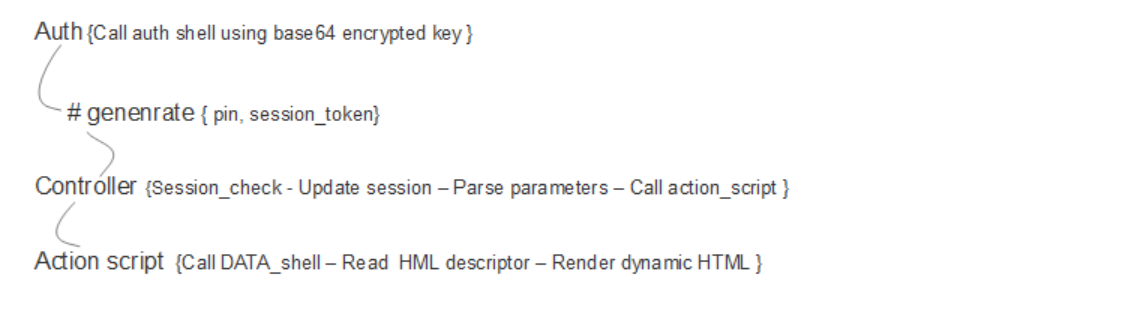 Auth {Call auth shell using base64 encrypted key }
# genenrate { pin, session_token}
Controller {Session_check - Update session – Parse parameters – Call action_script }
Action script {Call DATA_shell – Read HML descriptor – Render dynamic HTML }